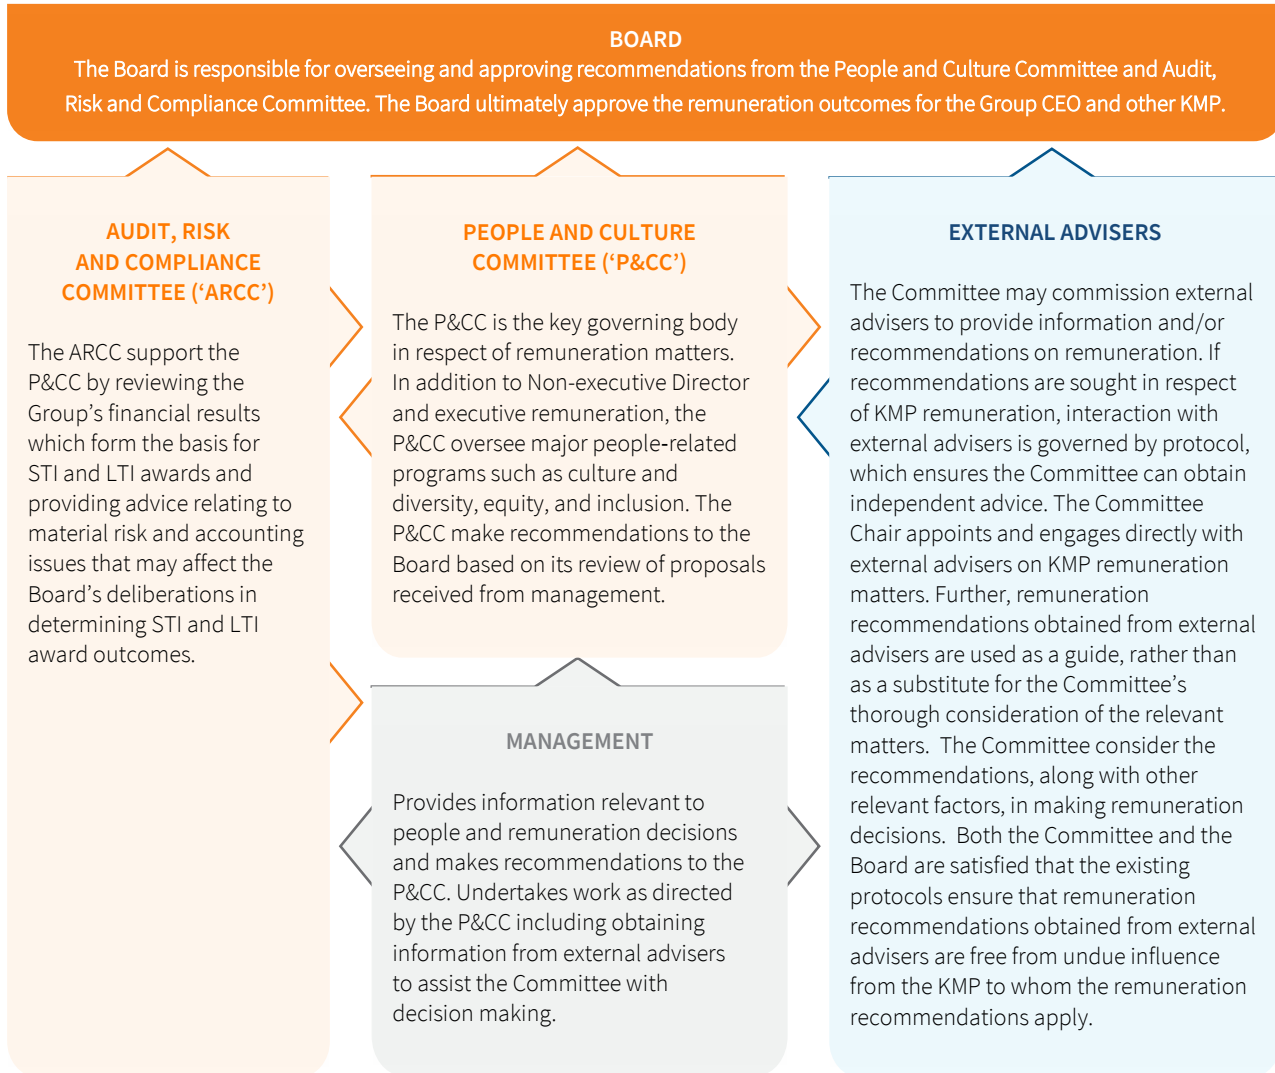 BOARD
The Board is responsible for overseeing and approving recommendations from the People and Culture Committee and Audit,
Risk and Compliance Committee. The Board ultimately approve the remuneration outcomes for the Group CEO and other KMP.
AUDIT, RISK
AND COMPLIANCE
COMMITTEE (‘ARCC’)
The ARCC support the
P&CC by reviewing the
Group’s financial results
which form the basis for
STI and LTI awards and
providing advice relating to
material risk and accounting
issues that may affect the
Board’s deliberations in
determining STI and LTI
award outcomes.
PEOPLE AND CULTURE
COMMITTEE (‘P&CC’)
The P&CC is the key governing body
in respect of remuneration matters.
In addition to Non-executive Director
and executive remuneration, the
P&CC oversee major people-related
programs such as culture and
diversity, equity, and inclusion. The
P&CC make recommendations to the
Board based on its review of proposals
received from management.
MANAGEMENT
Provides information relevant to
people and remuneration decisions
and makes recommendations to the
P&CC. Undertakes work as directed
by the P&CC including obtaining
information from external advisers
to assist the Committee with
decision making.
EXTERNAL ADVISERS
The Committee may commission external
advisers to provide information and/or
recommendations on remuneration. If
recommendations are sought in respect
of KMP remuneration, interaction with
external advisers is governed by protocol,
which ensures the Committee can obtain
independent advice. The Committee
Chair appoints and engages directly with
external advisers on KMP remuneration
matters. Further, remuneration
recommendations obtained from external
advisers are used as a guide, rather than
as a substitute for the Committee’s
thorough consideration of the relevant
matters.  The Committee consider the
recommendations, along with other
relevant factors, in making remuneration
decisions.  Both the Committee and the
Board are satisfied that the existing
protocols ensure that remuneration
recommendations obtained from external
advisers are free from undue influence
from the KMP to whom the remuneration
recommendations apply.